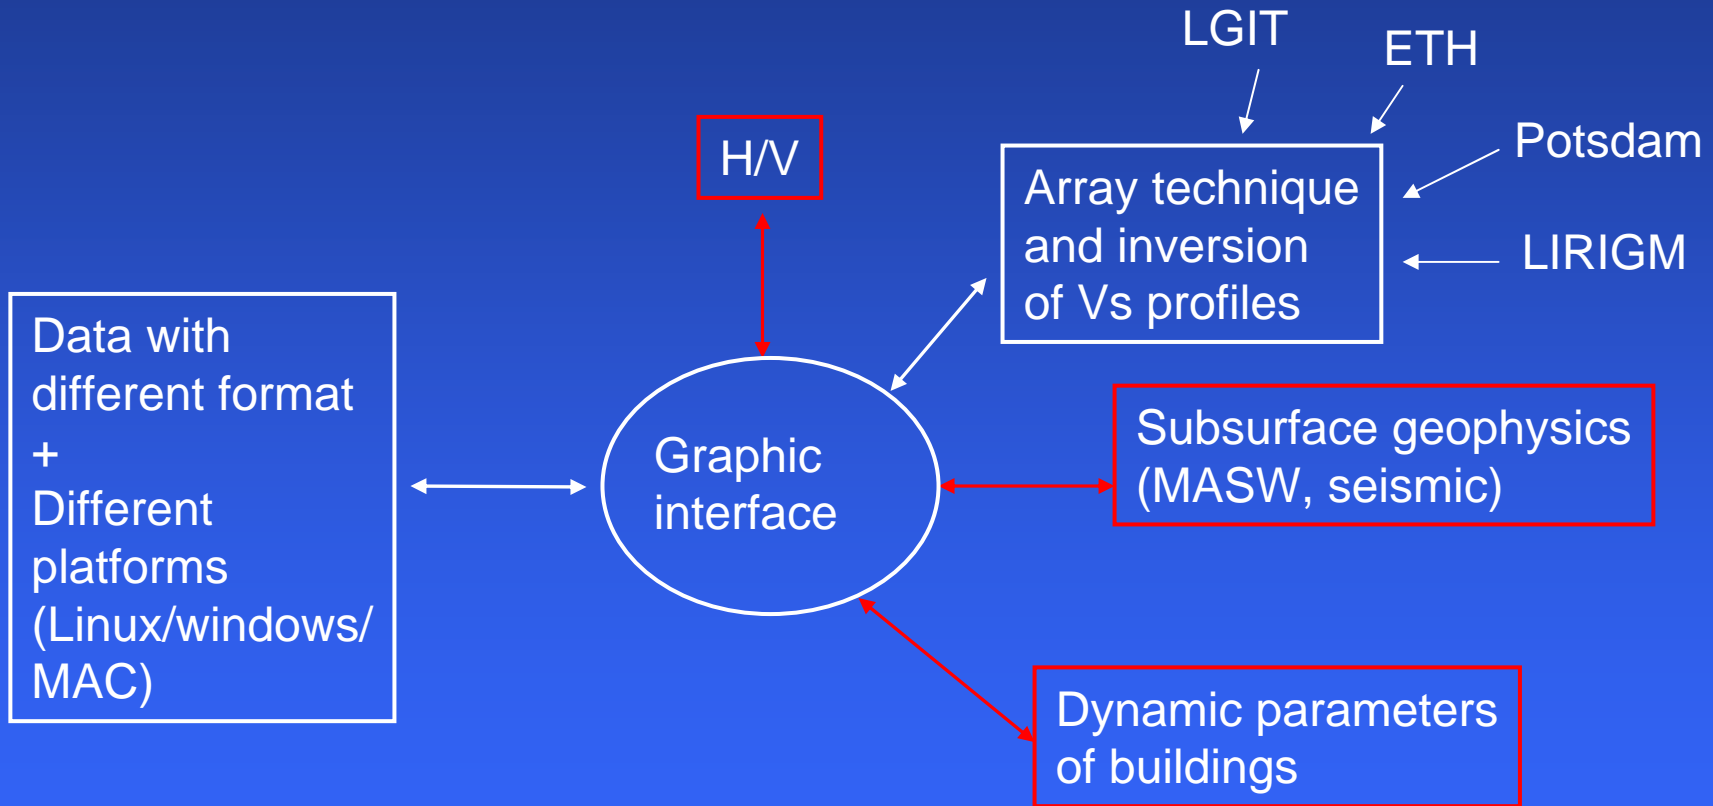 LGIT
ETH
Potsdam
LIRIGM
H/V
Array technique
and inversion
of Vs profiles
Data with
different format
+
Different
platforms
(Linux/windows/
MAC)
Graphic
interface
Subsurface geophysics
(MASW, seismic)
Dynamic parameters
of buildings